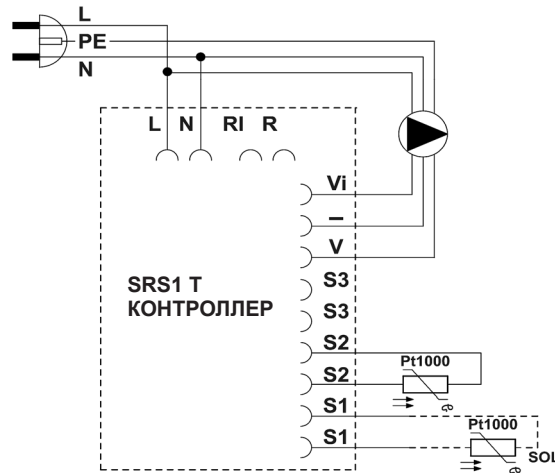 L
PE
N
L N RI R
Vi
–
V
S3
SRS1 T
КОНТРОЛЛЕР
S3
S2
Pt1000
S2
S1
Pt1000
S1